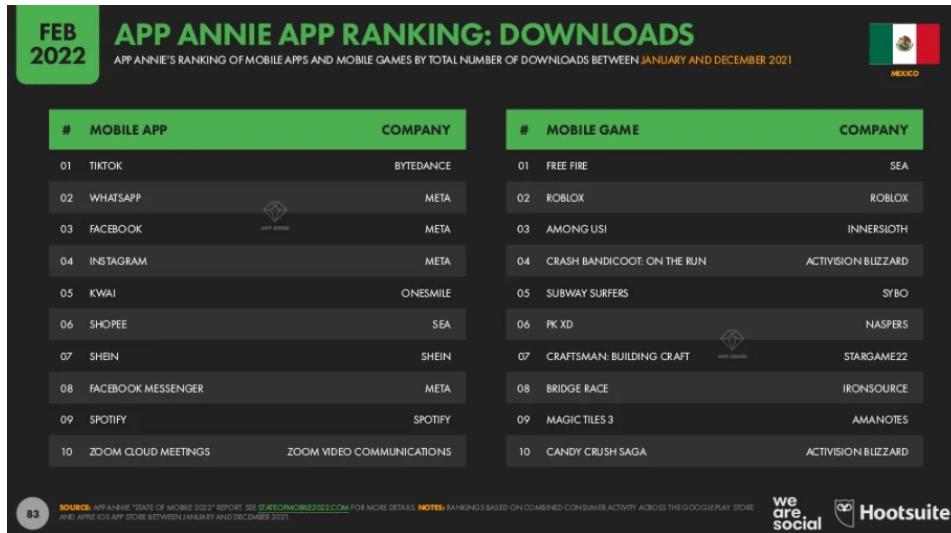 FEB
2022
APP ANNIE APP RANKING: DOWNLOADS
APP ANNIE'S RANKING OF MOBILE APPS AND MOBILE GAMES BY TOTAL NUMBER OF DOWNLOADS BETWEEN JANUARY AND DECEMBER 2021
MEXICO
# MOBILE APP COMPANY
01 TIKTOK BYTEDANCE
02 WHATSAPP META
03 FACEBOOK META
04 INSTAGRAM META
05 KWAI ONESMILE
06 SHOPEE SEA
07 SHEIN SHEIN
08 FACEBOOK MESSENGER META
09 SPOTIFY SPOTIFY
10 ZOOM CLOUD MEETINGS ZOOM VIDEO COMMUNICATIONS
APP ANNIE
# MOBILE GAME COMPANY
01 FREE FIRE SEA
02 ROBLOX ROBLOX
03 AMONG US! INNERSLOTH
04 CRASH BANDICOOT: ON THE RUN ACTIVISION BLIZZARD
05 SUBWAY SURFERS SYBO
06 PK XD NASPERS
07 CRAFTSMAN: BUILDING CRAFT STARGAME22
08 BRIDGE RACE IRONSOURCE
09 MAGIC TILES 3 AMANOTES
10 CANDY CRUSH SAGA ACTIVISION BLIZZARD
APP ANNIE
83
SOURCE: APP ANNIE "STATE OF MOBILE 2022" REPORT. SEE STATEOFMOBILE2022.COM FOR MORE DETAILS. NOTES: RANKINGS BASED ON COMBINED CONSUMER ACTIVITY ACROSS THE GOOGLE PLAY STORE
AND APPLE IOS APP STORE BETWEEN JANUARY AND DECEMBER 2021.
we
are.
social
Hootsuite